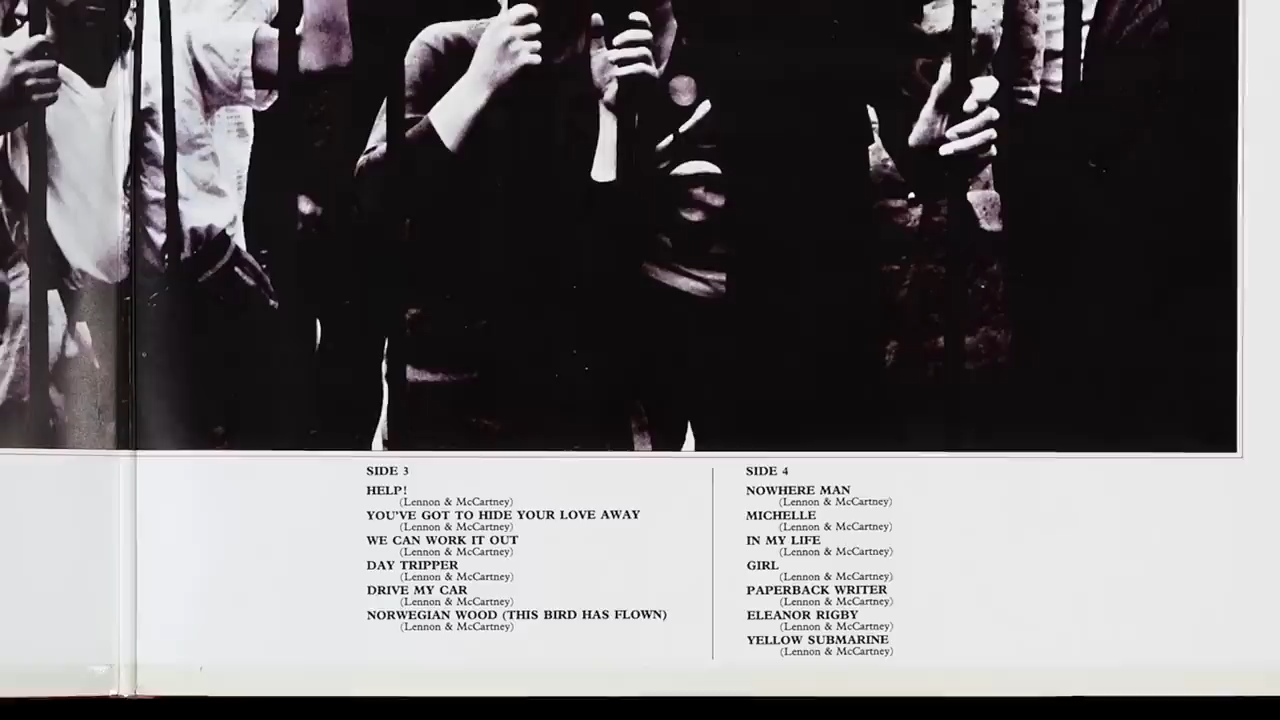 SIDE 3
HELP!
(Lennon & McCartney)
YOU'VE GOT TO HIDE YOUR LOVE AWAY
(Lennon & McCartney)
WE CAN WORK IT OUT
(Lennon & McCartney)
DAY TRIPPER
(Lennon & McCartney)
DRIVE MY CAR
(Lennon & McCartney)
NORWEGIAN WOOD (THIS BIRD HAS FLOWN)
(Lennon & McCartney)
SIDE 4
NOWHERE MAN
(Lennon & McCartney)
MICHELLE
(Lennon & McCartney)
IN MY LIFE
(Lennon & McCartney)
GIRL
(Lennon & McCartney)
PAPERBACK WRITER
(Lennon & McCartney)
ELEANOR RIGBY
(Lennon & McCartney)
YELLOW SUBMARINE
(Lennon & McCartney)